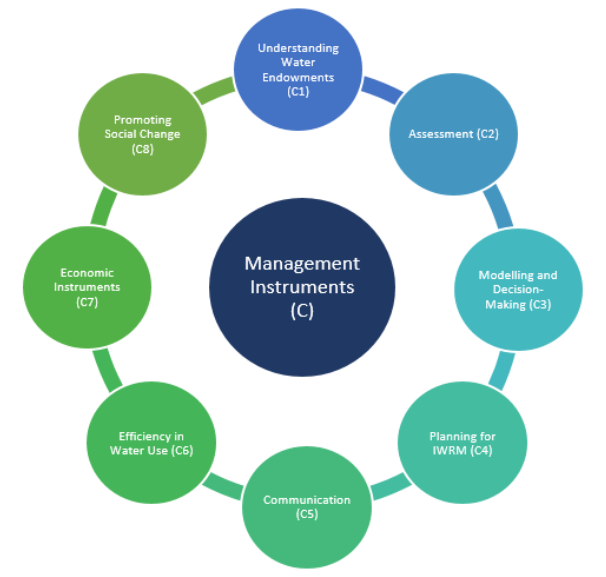 Understanding
Water
Endowments
(C1)
Assessment (C2)
Modelling and
Decision-
Making (C3)
Planning for
IWRM (C4)
Communication
(C5)
Efficiency in
Water Use (C6)
Economic
Instruments
(C7)
Promoting
Social Change
(C8)
Management
Instruments
(C)